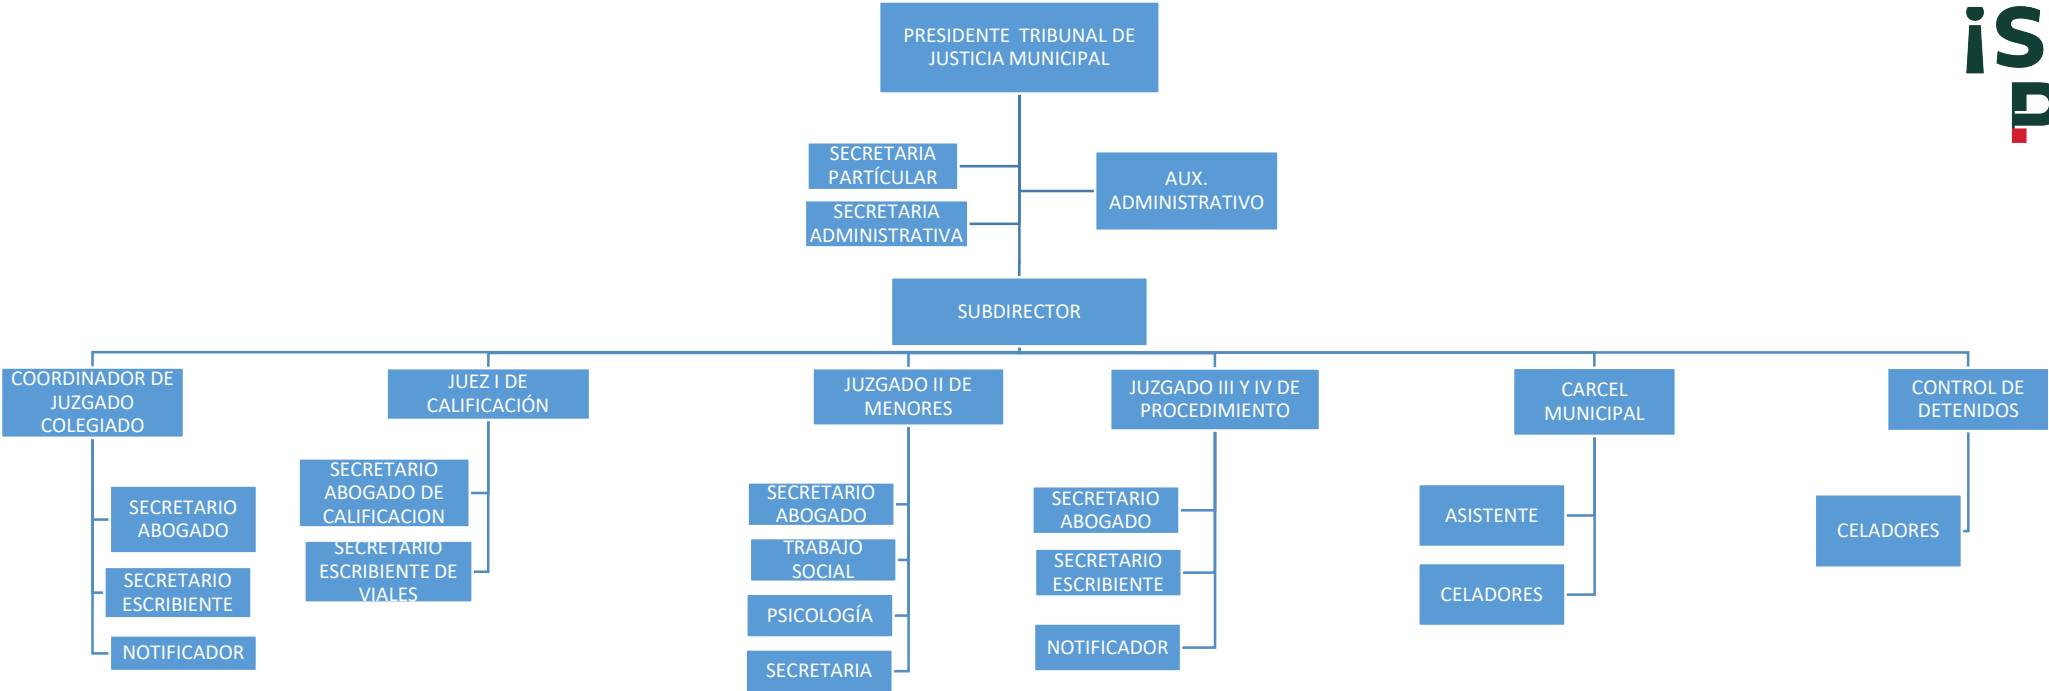 PRESIDENTE TRIBUNAL DE
JUSTICIA MUNICIPAL
¡S
P
SECRETARIA
PARTÍCULAR
AUX.
ADMINISTRATIVO
SECRETARIA
ADMINISTRATIVA
SUBDIRECTOR
COORDINADOR DE
JUZGADO
COLEGIADO
SECRETARIO
ABOGADO
SECRETARIO
ESCRIBIENTE
NOTIFICADOR
JUEZ I DE
CALIFICACIÓN
SECRETARIO
ABOGADO DE
CALIFICACION
SECRETARIO
ESCRIBIENTE DE
VIALES
JUZGADO II DE
MENORES
SECRETARIO
ABOGADO
TRABAJO
SOCIAL
PSICOLOGÍA
SECRETARIA
JUZGADO III Y IV DE
PROCEDIMIENTO
SECRETARIO
ABOGADO
SECRETARIO
ESCRIBIENTE
NOTIFICADOR
CARCEL
MUNICIPAL
ASISTENTE
CELADORES
CONTROL DE
DETENIDOS
CELADORES